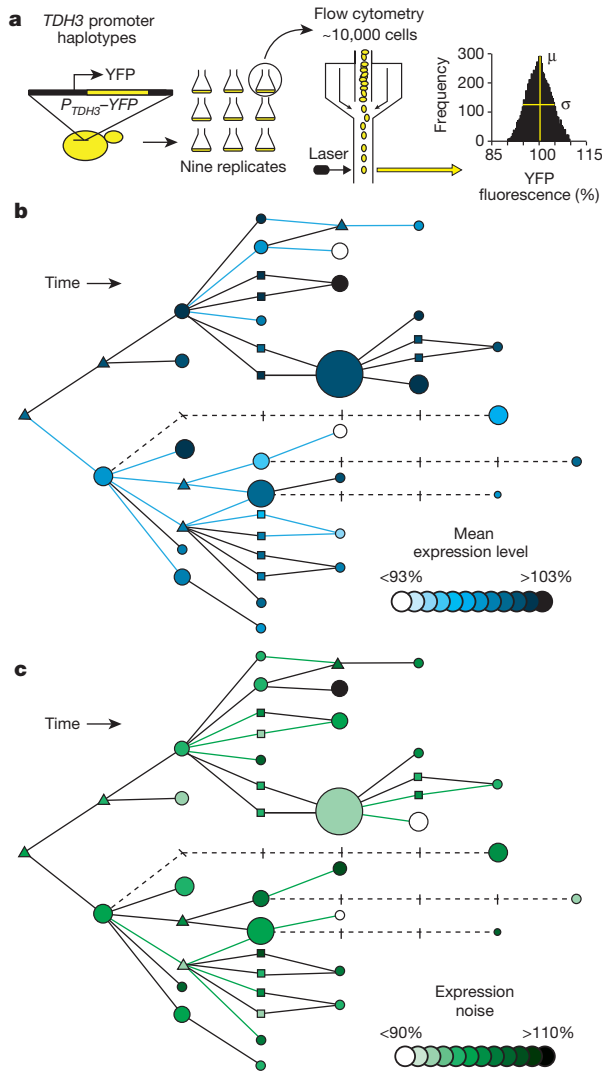 a
TDH3 promoter
haplotypes
YFP
PTDH3–YFP
Nine replicates
Flow cytometry
~10,000 cells
Laser
Frequency
300
200
100
0
μ
σ
85
100
115
YFP
fluorescence (%)
b
Time
Mean
expression level
<93%
>103%
c
Time
Expression
noise
<90%
>110%